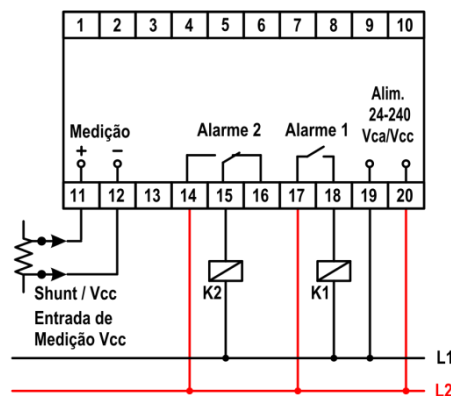 1 2 3 4 5 6 7 8 9 10
Alim.
24-240
Vca/Vcc
Medição
Alarme 2
Alarme 1
+ −
11 12 13 14 15 16 17 18 19 20
Shunt / Vcc
Entrada de
Medição Vcc
K2
K1
L1
L2